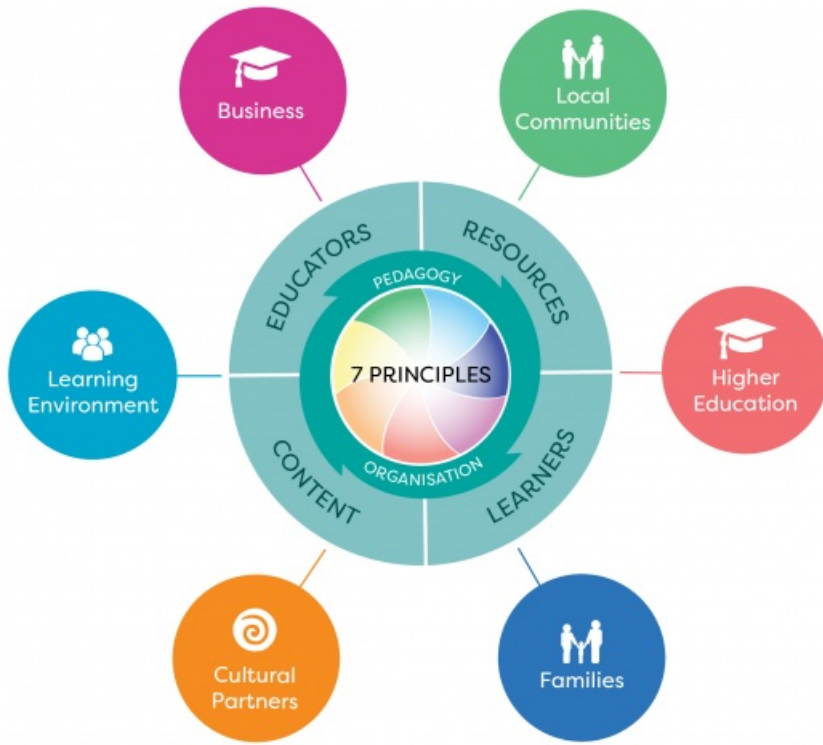 Business
Local
Communities
EDUCATORS
RESOURCES
PEDAGOGY
Learning
Environment
7 PRINCIPLES
Higher
Education
ORGANISATION
CONTENT
LEARNERS
Cultural
Partners
Families